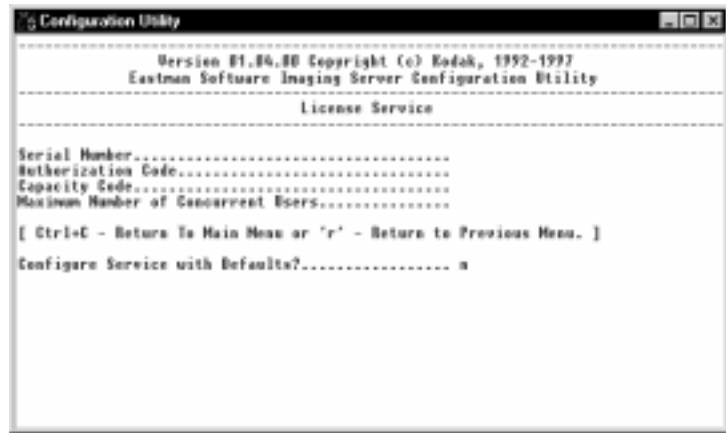 Configuration Utility
Version 01.04.00 Copyright (c) Kodak, 1992-1997
Eastman Software Imaging Server Configuration Utility
License Service
Serial Number....................................
Authorization Code...............................
Capacity Code....................................
Maximum Number of Concurrent Users...............
[ Ctrl+C - Return To Main Menu or 'r' - Return to Previous Menu. ]
Configure Service with Defaults?................. n